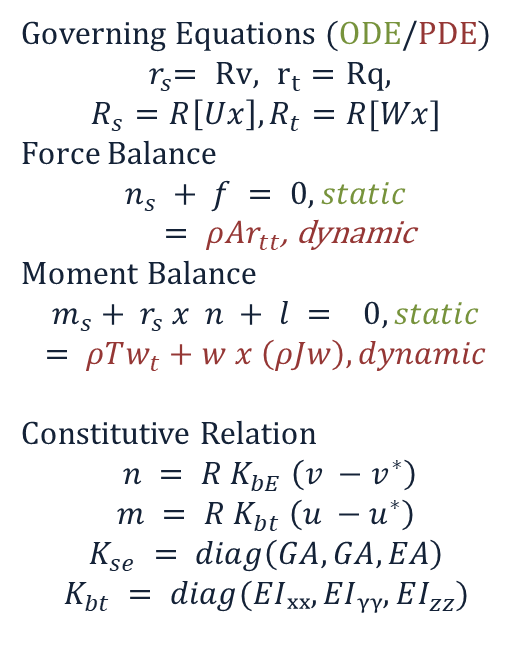 Governing Equations (ODE/PDE)
r_s= Rv, r_t = Rq,
R_s = R[Ux], R_t = R[Wx]
Force Balance
n_s + f = 0, static
= ρAr_tt, dynamic
Moment Balance
m_s + r_s x n + l = 0, static
= ρTw_t + w x (ρJw), dynamic
Constitutive Relation
n = R K_bE (v − v*)
m = R K_bt (u − u*)
K_se = diag(GA, GA, EA)
K_bt = diag(EI_xx, EI_γγ, EI_zz)